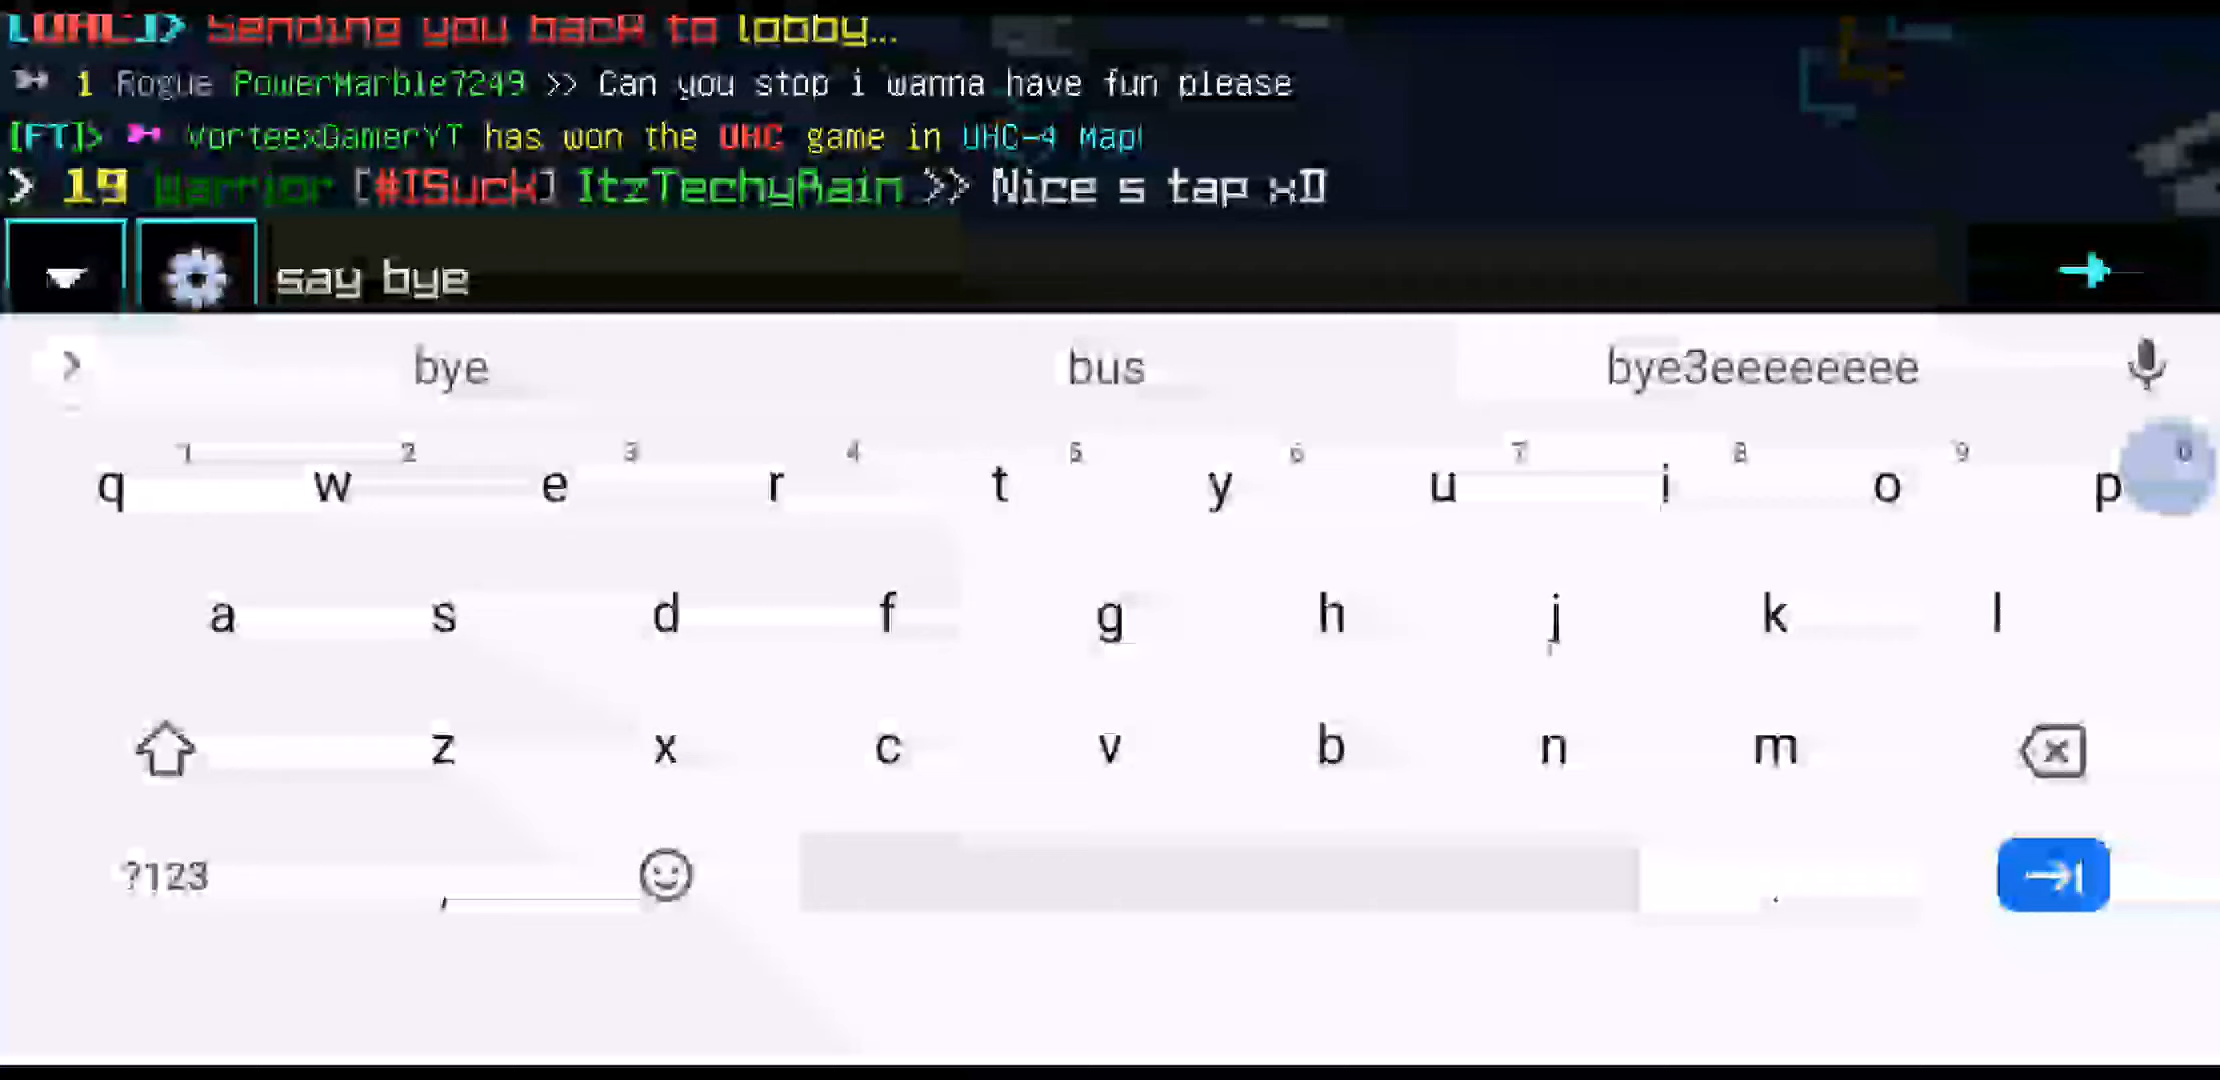 [UHC]> Sending you back to lobby...
1 Rogue PowerMarble7249 >> Can you stop i wanna have fun please
[FT]> VorteexGamerYT has won the UHC game in UHC-4 Map!
> 19 Warrior [#ISuck] ItzTechyRain >> Nice s tap xD
say bye
bye bus bye3eeeeeeee
1 2 3 4 5 6 7 8 9 0
q w e r t y u i o p
a s d f g h j k l
z x c v b n m
?123 , .